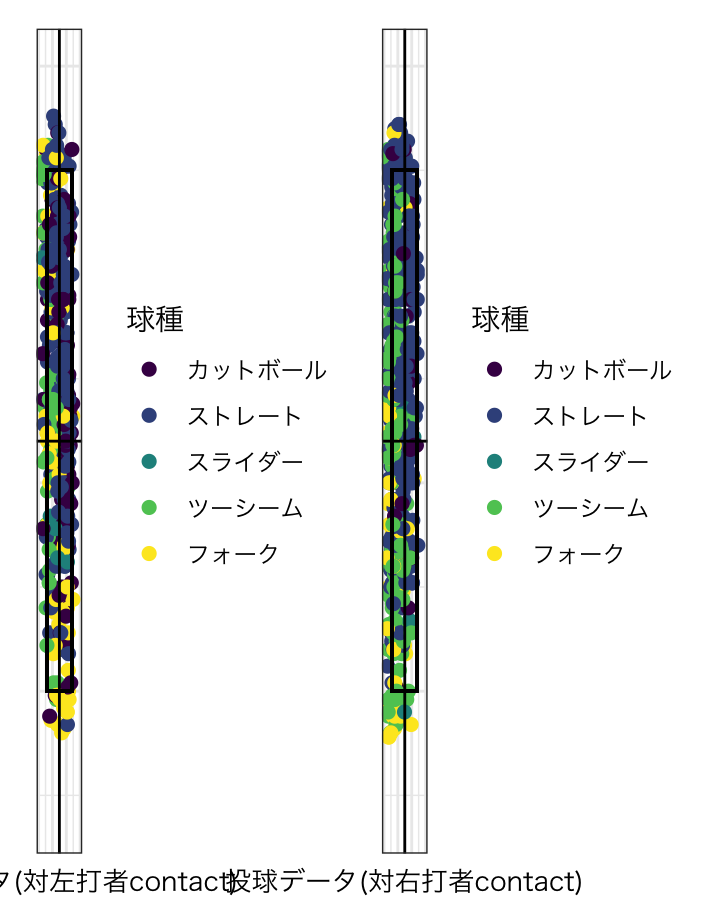 球種
カットボール
ストレート
スライダー
ツーシーム
フォーク
球種
カットボール
ストレート
スライダー
ツーシーム
フォーク
タ(対左打者contact)
投球データ(対右打者contact)